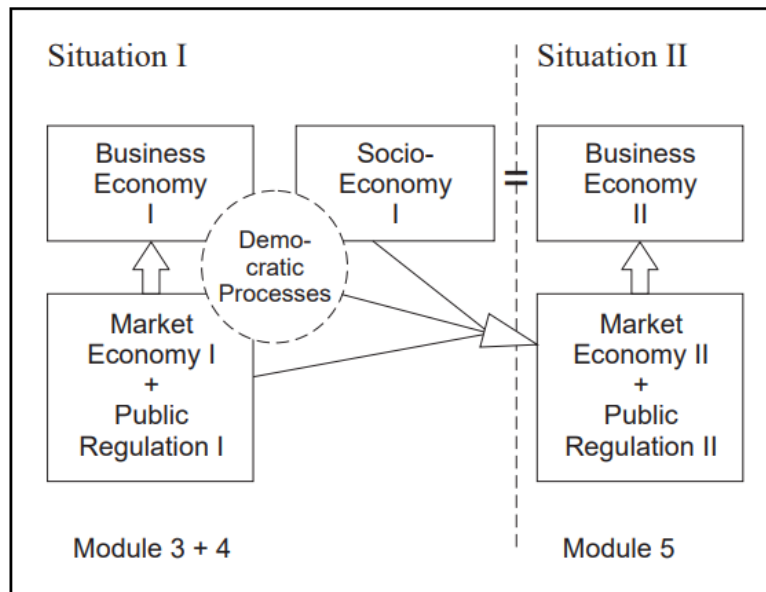 Situation I
Situation II
Business
Economy
I
Socio-
Economy
I
=
Business
Economy
II
Demo-
cratic
Processes
Market
Economy I
+
Public
Regulation I
Market
Economy II
+
Public
Regulation II
Module 3 + 4
Module 5